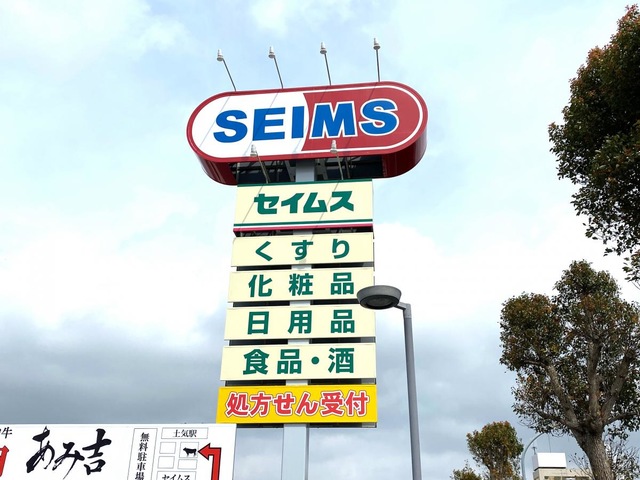 SEIMS
セイムス
くすり
化粧品
日用品
食品・酒
処方せん受付
牛
あみ吉
無料駐車場
土気駅
セイムス